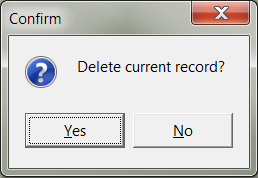 Confirm
Delete current record?
Yes
No